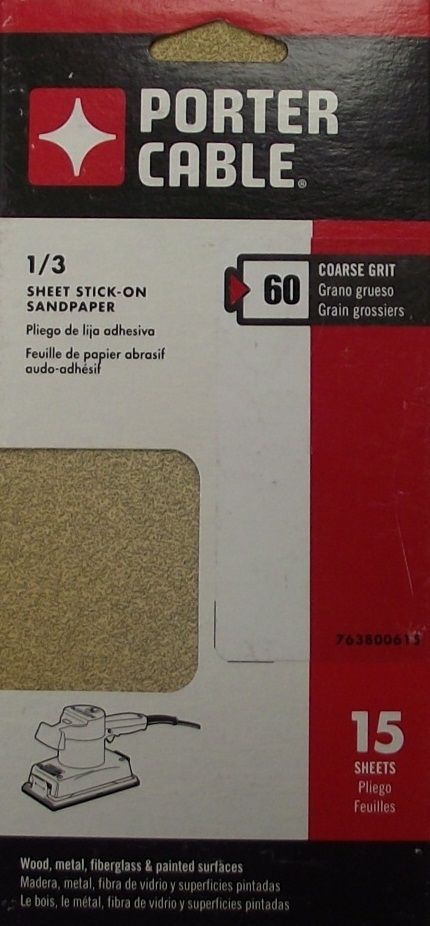 PORTER
CABLE®
1/3
SHEET STICK-ON
SANDPAPER
Pliego de lija adhesiva
Feuille de papier abrasif
audo-adhésif
60
COARSE GRIT
Grano grueso
Grain grossiers
763800615
15
SHEETS
Pliego
Feuilles
Wood, metal, fiberglass & painted surfaces
Madera, metal, fibra de vidrio y superficies pintadas
Le bois, le métal, fibra de vidrio y superficies pintadas